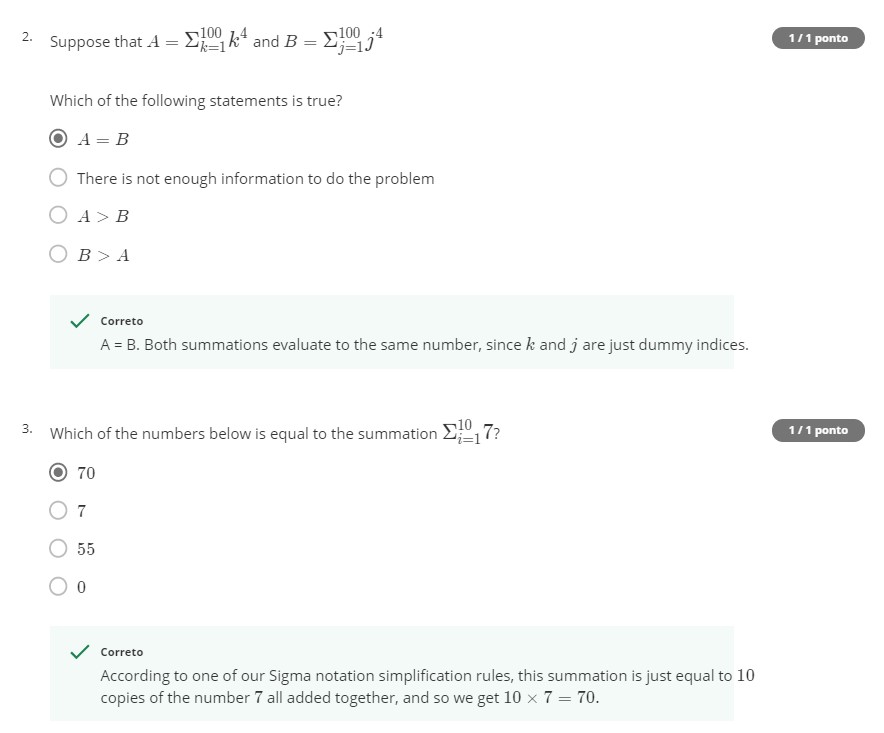 2. Suppose that A = Σ_{k=1}^{100} k^4 and B = Σ_{j=1}^{100} j^4
1 / 1 ponto
Which of the following statements is true?
A = B
There is not enough information to do the problem
A > B
B > A
Correto
A = B. Both summations evaluate to the same number, since k and j are just dummy indices.
3. Which of the numbers below is equal to the summation Σ_{i=1}^{10} 7?
1 / 1 ponto
70
7
55
0
Correto
According to one of our Sigma notation simplification rules, this summation is just equal to 10
copies of the number 7 all added together, and so we get 10 × 7 = 70.